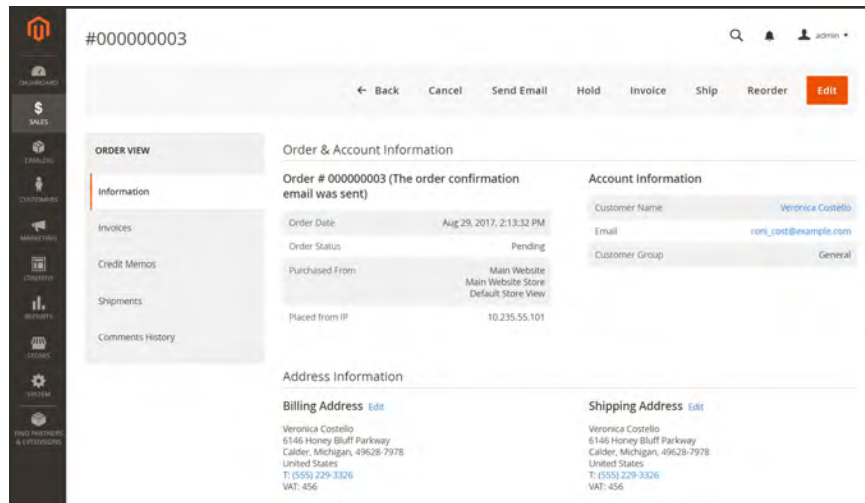 #000000003
admin
DASHBOARD
SALES
CATALOG
CUSTOMERS
MARKETING
CONTENT
REPORTS
STORES
SYSTEM
FIND PARTNERS
& EXTENSIONS
← Back Cancel Send Email Hold Invoice Ship Reorder Edit
ORDER VIEW
Information
Invoices
Credit Memos
Shipments
Comments History
Order & Account Information
Order # 000000003 (The order confirmation
email was sent)
Order Date Aug 29, 2017, 2:13:32 PM
Order Status Pending
Purchased From Main Website
Main Website Store
Default Store View
Placed from IP 10.235.55.101
Account Information
Customer Name Veronica Costello
Email roni_cost@example.com
Customer Group General
Address Information
Billing Address Edit
Veronica Costello
6146 Honey Bluff Parkway
Calder, Michigan, 49628-7978
United States
T: (555) 229-3326
VAT: 456
Shipping Address Edit
Veronica Costello
6146 Honey Bluff Parkway
Calder, Michigan, 49628-7978
United States
T: (555) 229-3326
VAT: 456